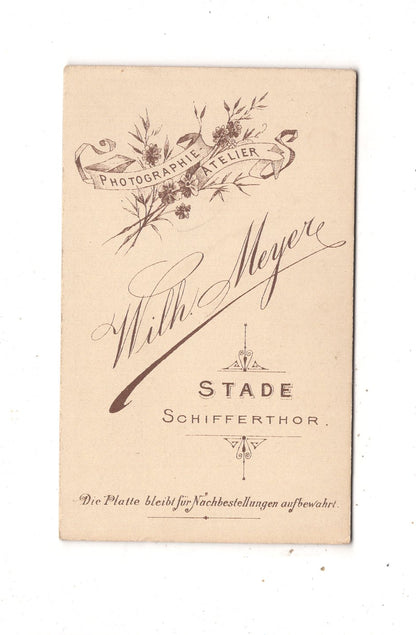 PHOTOGRAPHIE
ATELIER
Wilh. Meyer
STADE
SCHIFFERTHOR.
Die Platte bleibt für Nachbestellungen aufbewahrt.